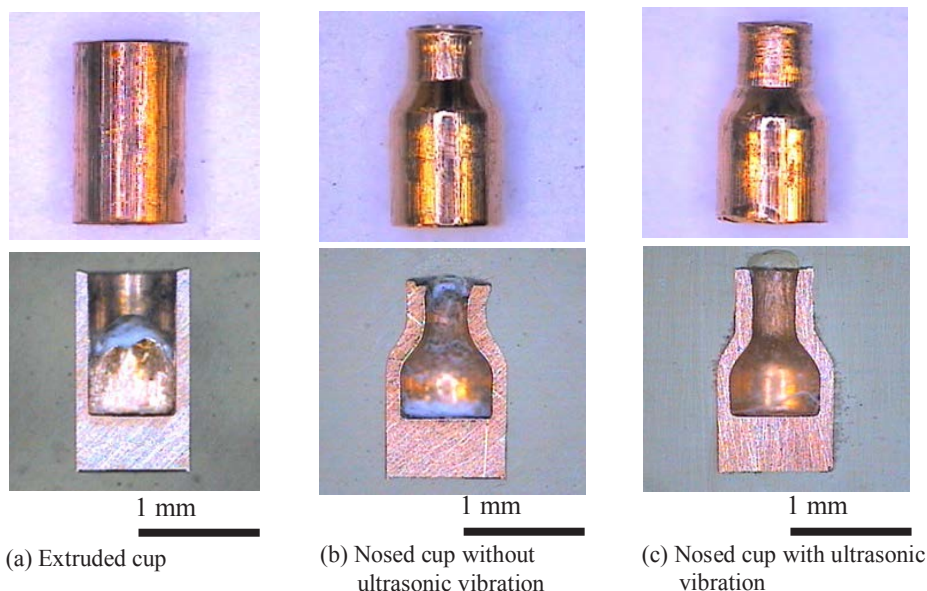 1 mm
1 mm
1 mm
(a) Extruded cup
(b) Nosed cup without
ultrasonic vibration
(c) Nosed cup with ultrasonic
vibration